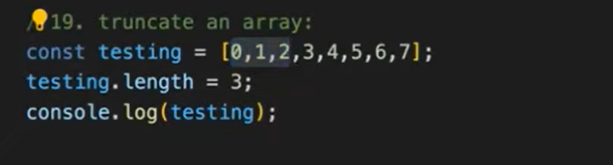 //19. truncate an array:
const testing = [0,1,2,3,4,5,6,7];
testing.length = 3;
console.log(testing);